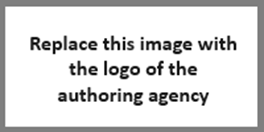 Replace this image with
the logo of the
authoring agency